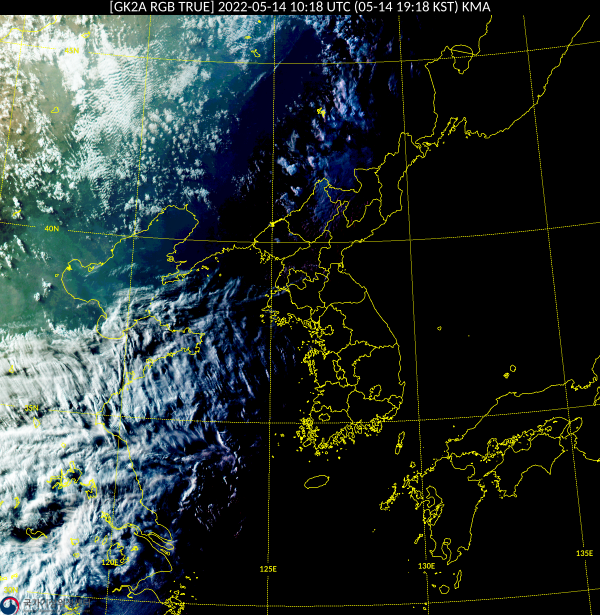 [GK2A RGB TRUE] 2022-05-14 10:18 UTC (05-14 19:18 KST) KMA
40N
120E
125E
130E
135E